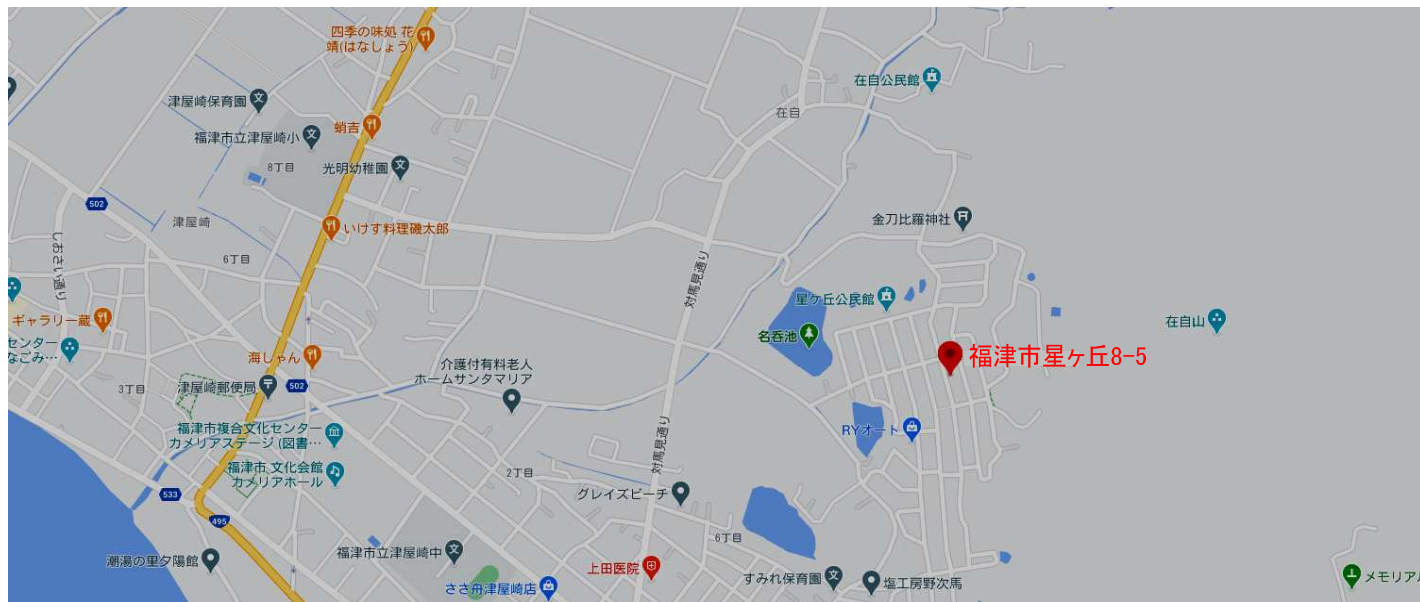 四季の味処 花
靖(はなしょう)
在自公民館
津屋崎保育園
在自
蛸吉
福津市立津屋崎小
8丁目
光明幼稚園
502
津屋崎
金刀比羅神社
いけす料理磯太郎
しおさい通り
6丁目
対馬見通り
星ケ丘公民館
ギャラリー蔵
在自山
名呑池
センター
なごみ…
海しゃん
福津市星ヶ丘8-5
介護付有料老人
ホームサンタマリア
3丁目
津屋崎郵便局
502
福津市複合文化センター
カメリアステージ (図書…
RYオート
対馬見通り
福津市 文化会館
カメリアホール
2丁目
533
グレイズビーチ
495
6丁目
潮湯の里夕陽館
福津市立津屋崎中
上田医院
ささ舟津屋崎店
すみれ保育園
塩工房野次馬
メモリアル